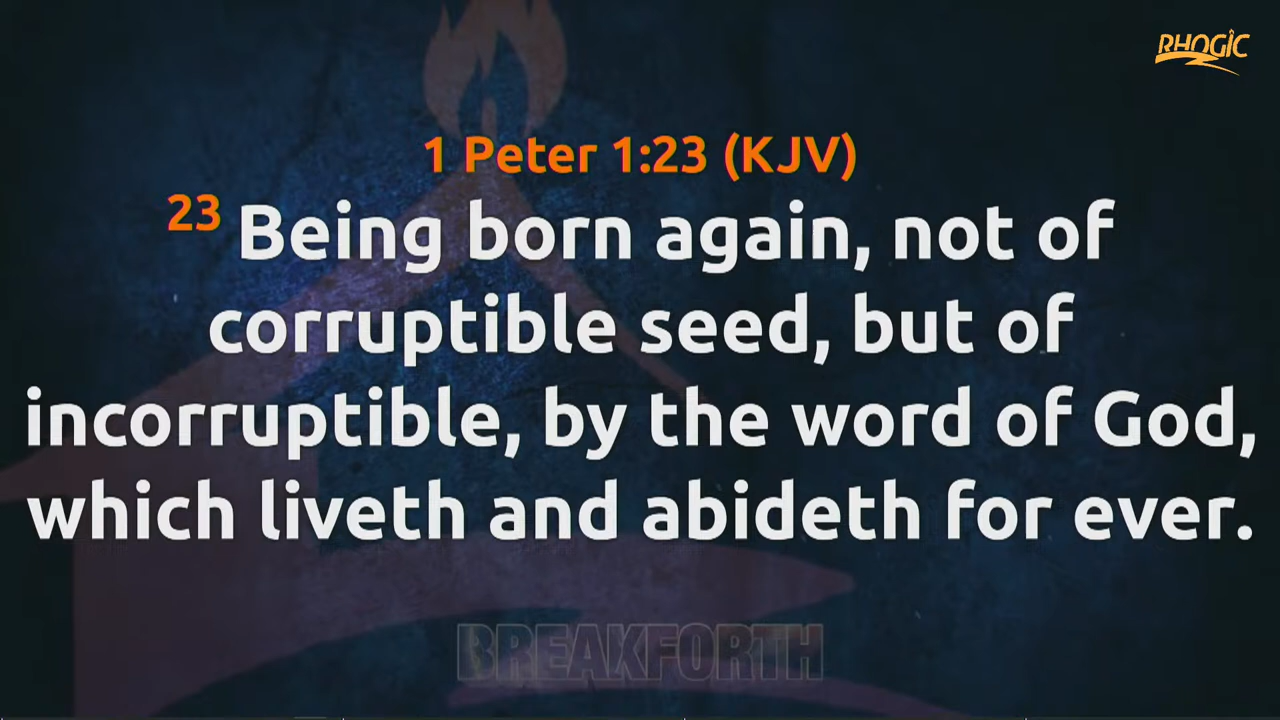 RHOGIC
1 Peter 1:23 (KJV)
23 Being born again, not of
corruptible seed, but of
incorruptible, by the word of God,
which liveth and abideth for ever.
BREAKFORTH